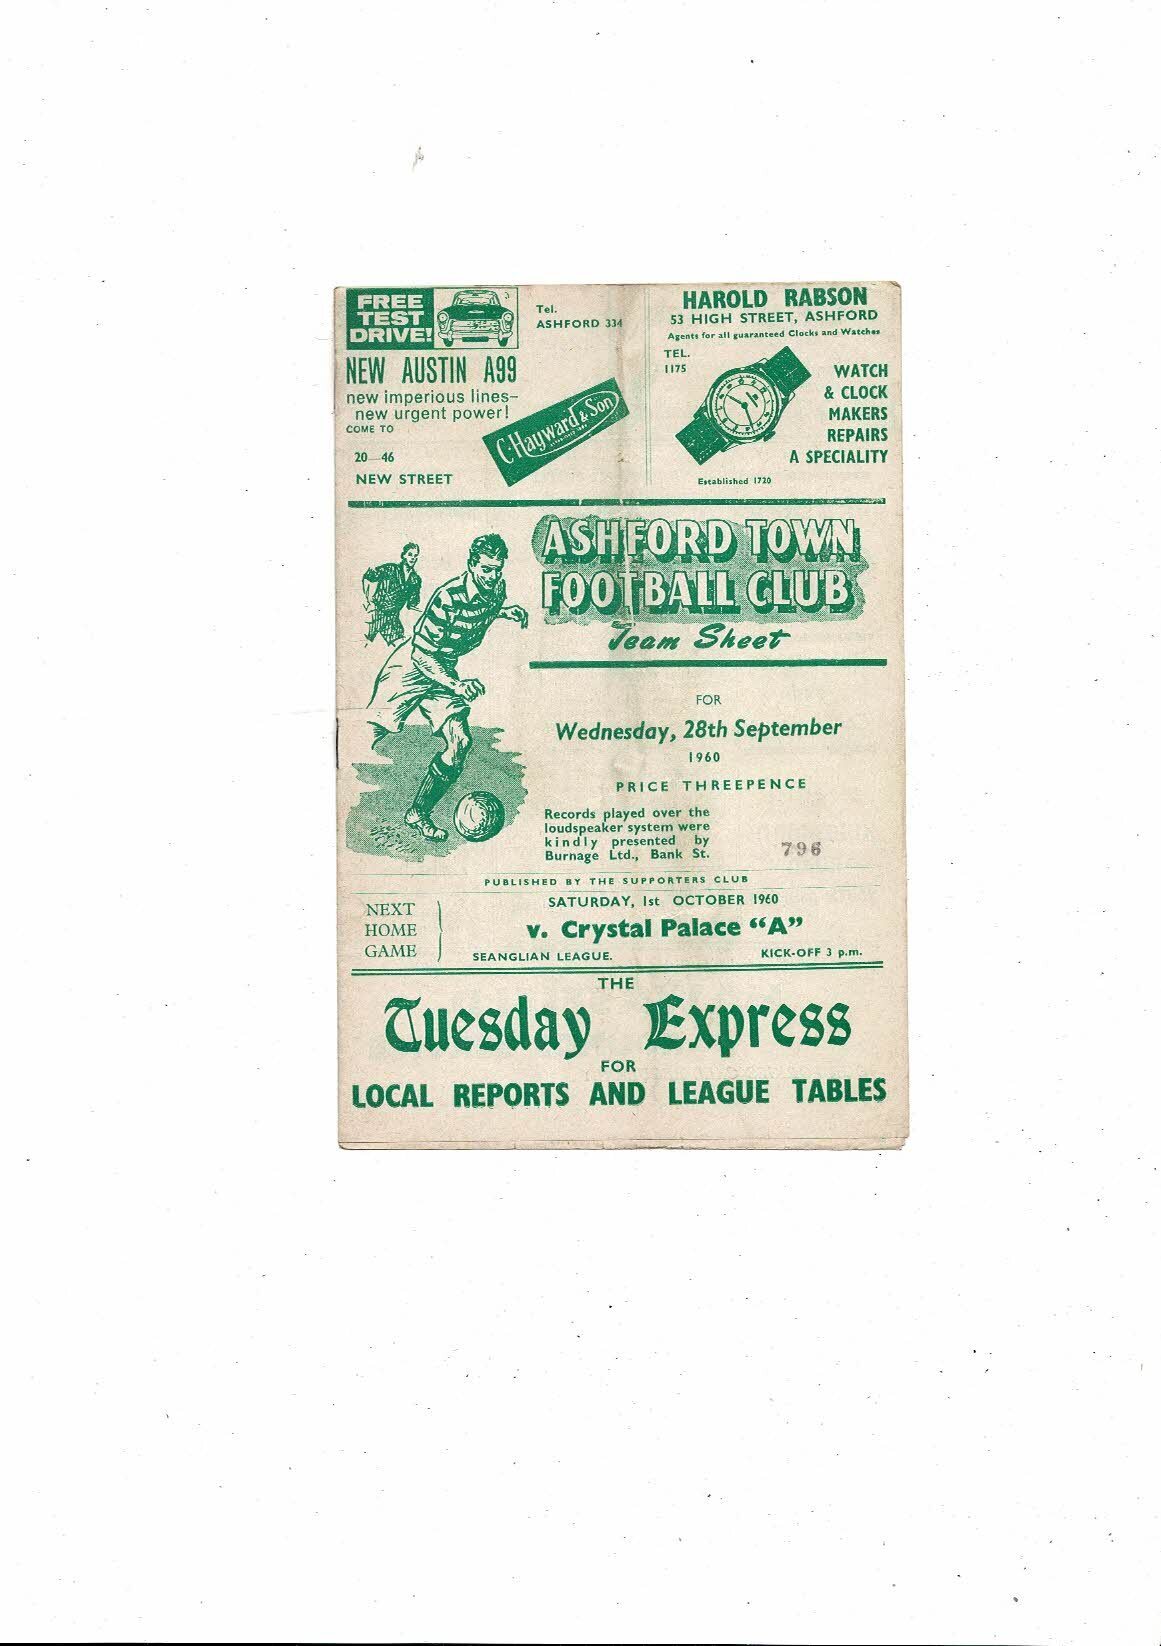 FREE
TEST
DRIVE!
NEW AUSTIN A99
new imperious lines–
new urgent power!
COME TO
20—46
NEW STREET
Tel.
ASHFORD 334
C. Hayward & Son
HAROLD RABSON
53 HIGH STREET, ASHFORD
Agents for all guaranteed Clocks and Watches
TEL.
1175
WATCH
& CLOCK
MAKERS
REPAIRS
A SPECIALITY
Established 1720
ASHFORD TOWN
FOOTBALL CLUB
Team Sheet
FOR
Wednesday, 28th September
1960
PRICE THREEPENCE
Records played over the
loudspeaker system were
kindly presented by
Burnage Ltd., Bank St.
796
PUBLISHED BY THE SUPPORTERS CLUB
NEXT
HOME
GAME
SATURDAY, 1st OCTOBER 1960
v. Crystal Palace “A”
SEANGLIAN LEAGUE.
KICK-OFF 3 p.m.
THE
Tuesday Express
FOR
LOCAL REPORTS AND LEAGUE TABLES